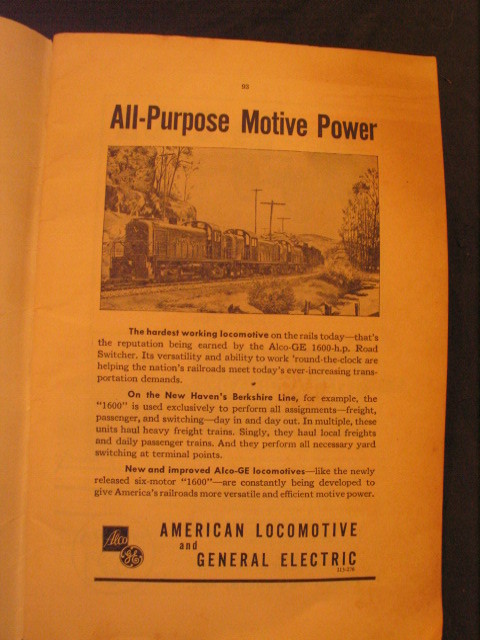 88
All-Purpose Motive Power
The hardest working locomotive on the rails today—that's
the reputation being earned by the Alco-GE 1600-h.p. Road
Switcher. Its versatility and ability to work 'round-the-clock are
helping the nation's railroads meet today's ever-increasing trans-
portation demands.
On the New Haven's Berkshire Line, for example, the
"1600" is used exclusively to perform all assignments—freight,
passenger, and switching—day in and day out. In multiple, these
units haul heavy freight trains. Singly, they haul local freights
and daily passenger trains. And they perform all necessary yard
switching at terminal points.
New and improved Alco-GE locomotives—like the newly
released six-motor "1600"—are constantly being developed to
give America's railroads more versatile and efficient motive power.
Alco
GE
AMERICAN LOCOMOTIVE
and
GENERAL ELECTRIC